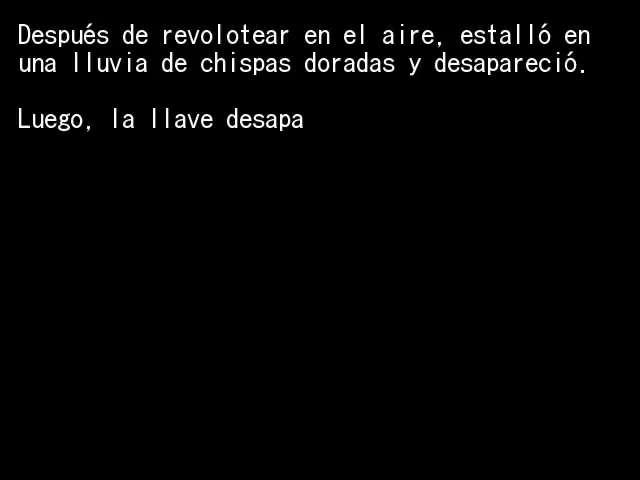 Después de revolotear en el aire, estalló en
una lluvia de chispas doradas y desapareció.
Luego, la llave desapa